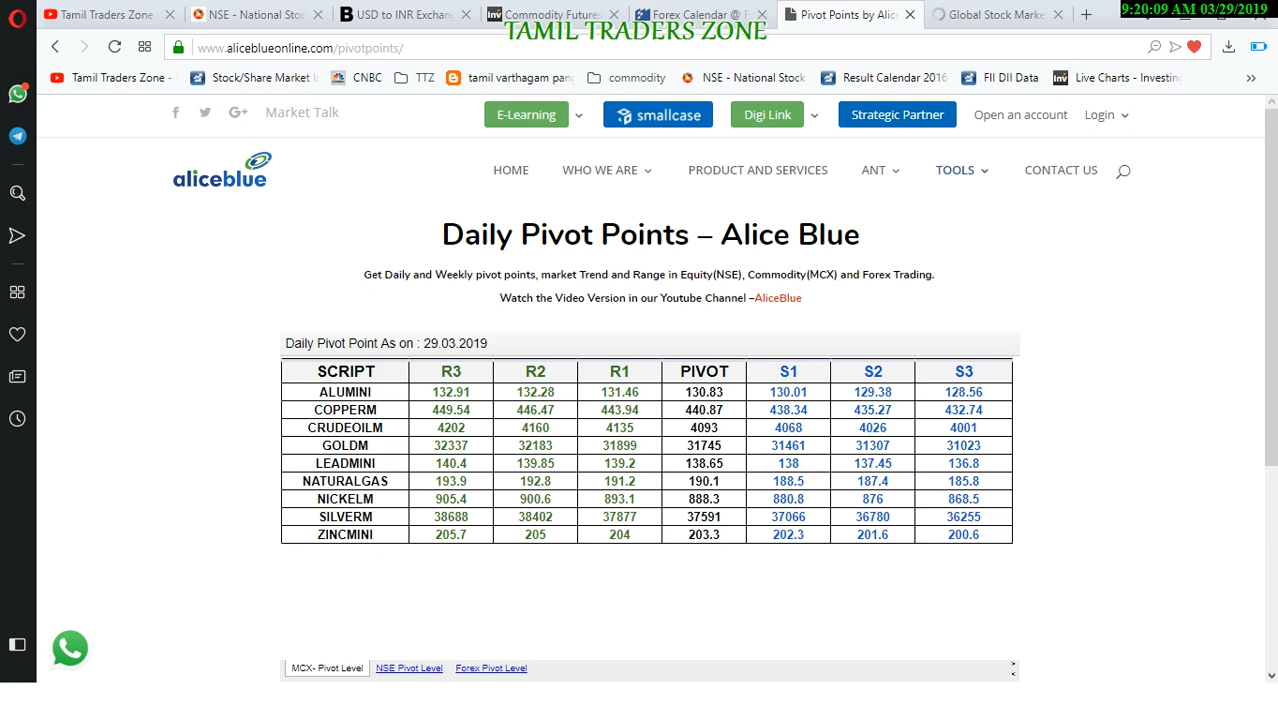 Tamil Traders Zone
NSE - National Stoc
USD to INR Exchan
Commodity Futures
Forex Calendar @ F
Pivot Points by Alice
Global Stock Marke
9:20:09 AM 03/29/2019
TAMIL TRADERS ZONE
www.aliceblueonline.com/pivotpoints/
Tamil Traders Zone -
Stock/Share Market I
CNBC
TTZ
tamil varthagam pan
commodity
NSE - National Stock
Result Calendar 2016
FII DII Data
Live Charts - Investin
Market Talk
E-Learning
smallcase
Digi Link
Strategic Partner
Open an account
Login
aliceblue
HOME
WHO WE ARE
PRODUCT AND SERVICES
ANT
TOOLS
CONTACT US
Daily Pivot Points – Alice Blue
Get Daily and Weekly pivot points, market Trend and Range in Equity(NSE), Commodity(MCX) and Forex Trading.
Watch the Video Version in our Youtube Channel –AliceBlue
Daily Pivot Point As on : 29.03.2019
SCRIPT R3 R2 R1 PIVOT S1 S2 S3
ALUMINI 132.91 132.28 131.46 130.83 130.01 129.38 128.56
COPPERM 449.54 446.47 443.94 440.87 438.34 435.27 432.74
CRUDEOILM 4202 4160 4135 4093 4068 4026 4001
GOLDM 32337 32183 31899 31745 31461 31307 31023
LEADMINI 140.4 139.85 139.2 138.65 138 137.45 136.8
NATURALGAS 193.9 192.8 191.2 190.1 188.5 187.4 185.8
NICKELM 905.4 900.6 893.1 888.3 880.8 876 868.5
SILVERM 38688 38402 37877 37591 37066 36780 36255
ZINCMINI 205.7 205 204 203.3 202.3 201.6 200.6
MCX- Pivot Level
NSE Pivot Level
Forex Pivot Level